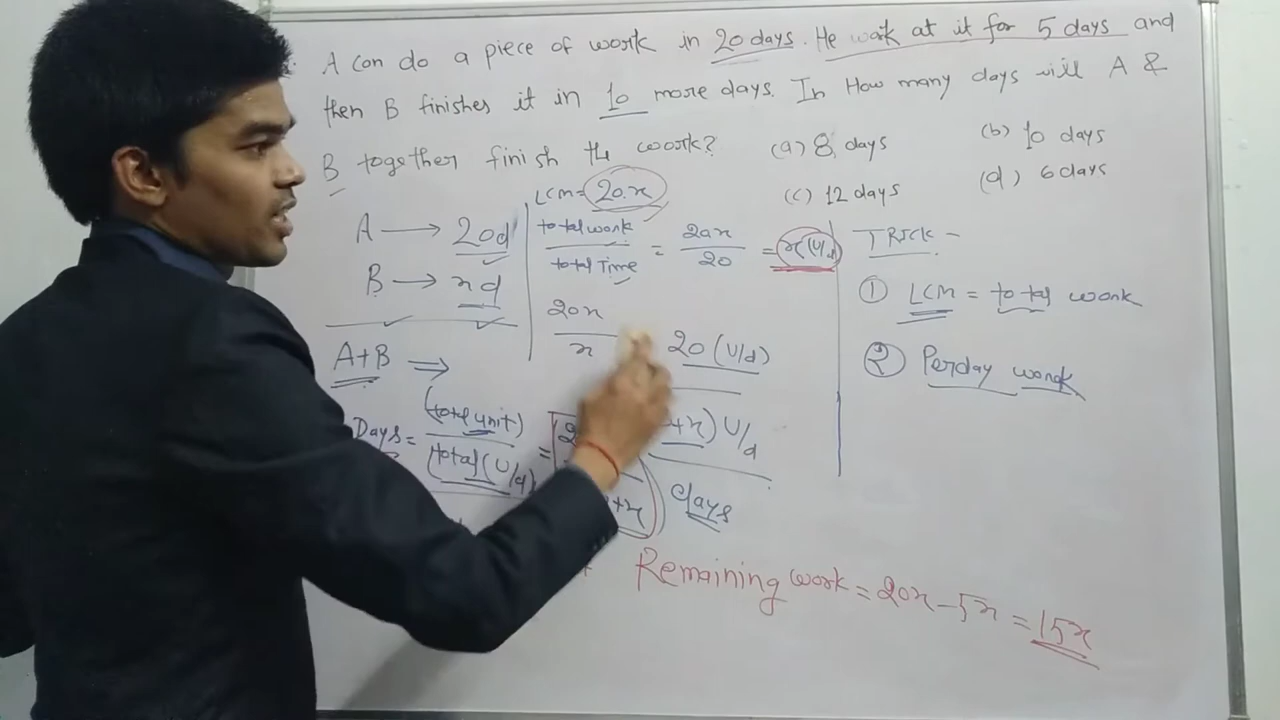 A can do a piece of work in 20 days. He work at it for 5 days and
then B finishes it in 10 more days. In How many days will A &
B together finish the work? (a) 8 days (b) 10 days
(c) 12 days (d) 6 days
LCM = 20x
A → 20d
B → x d
total work / total Time = 20x / 20 = x (U/d)
20x / x 20 (U/d)
A+B ⇒
+x) U/d
Days = (total unit) / (total (U/d)) = 2 +x days
TRICK -
① LCM = total work
② Perday work
Remaining work = 20x - 5x = 15x